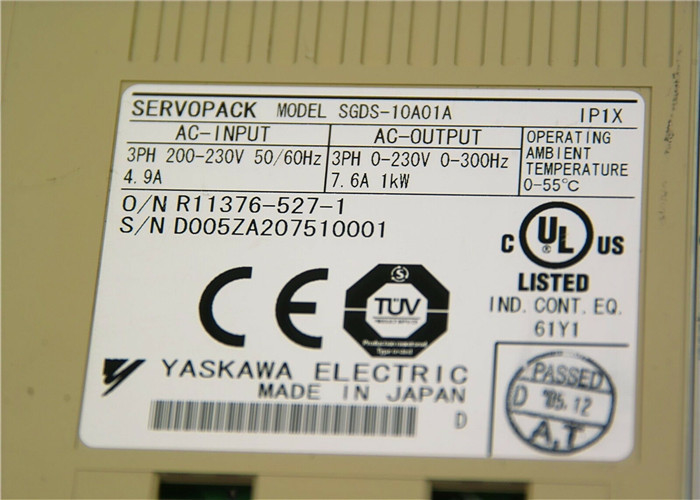 SERVOPACK MODEL SGDS-10A01A IP1X
AC-INPUT AC-OUTPUT OPERATING AMBIENT TEMPERATURE 0-55℃
3PH 200-230V 50/60Hz 3PH 0-230V 0-300Hz
4.9A 7.6A 1kW
O/N R11376-527-1
S/N D005ZA207510001
C UL US
®
LISTED
IND. CONT. EQ.
61Y1
CE
S
TÜV
YASKAWA ELECTRIC
MADE IN JAPAN
D
PASSED
D '05.12
A.T